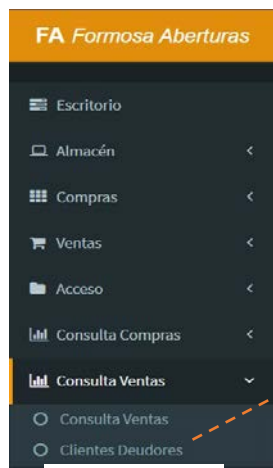 FA Formosa Aberturas
Escritorio
Almacén
Compras
Ventas
Acceso
Consulta Compras
Consulta Ventas
Consulta Ventas
Clientes Deudores